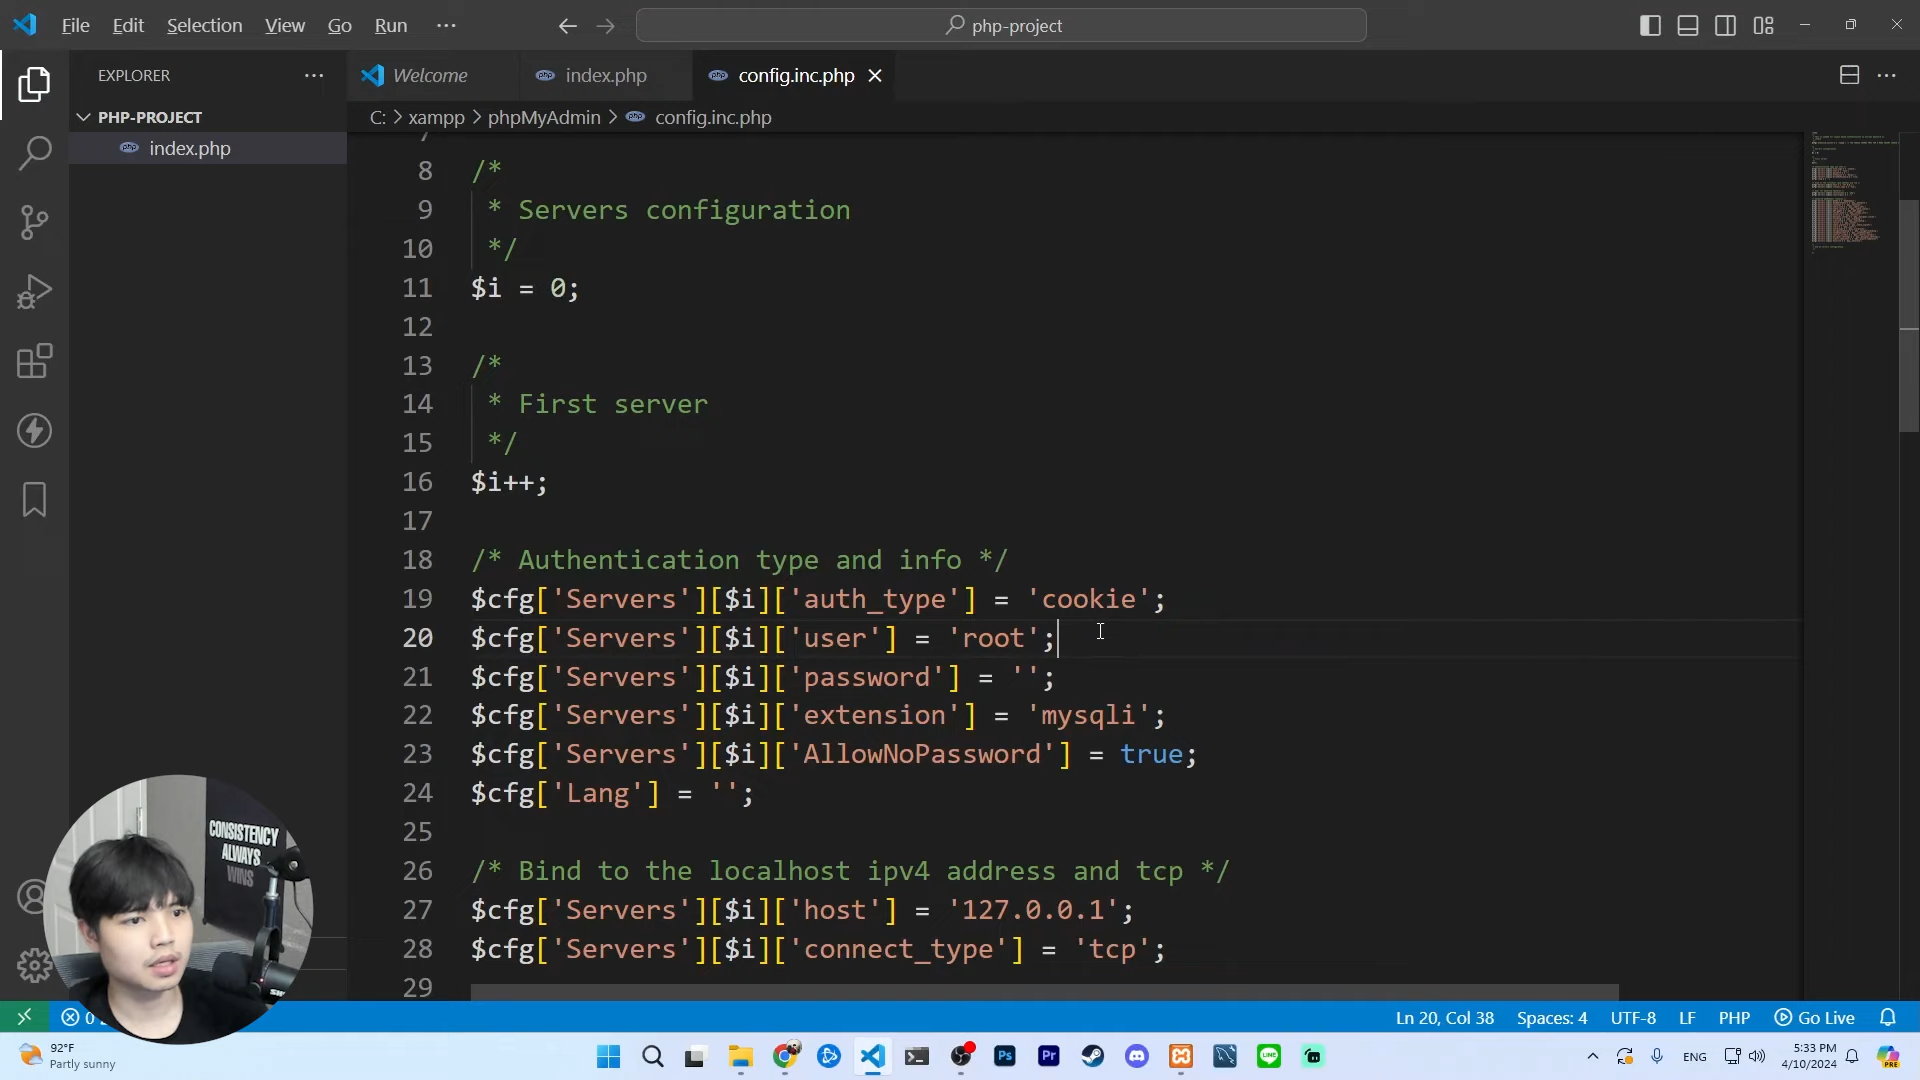 File Edit Selection View Go Run ···
php-project
EXPLORER
PHP-PROJECT
index.php
Welcome
index.php
config.inc.php
C: > xampp > phpMyAdmin > config.inc.php
7
8 /*
9 * Servers configuration
10 */
11 $i = 0;
12
13 /*
14 * First server
15 */
16 $i++;
17
18 /* Authentication type and info */
19 $cfg['Servers'][$i]['auth_type'] = 'cookie';
20 $cfg['Servers'][$i]['user'] = 'root';
21 $cfg['Servers'][$i]['password'] = '';
22 $cfg['Servers'][$i]['extension'] = 'mysqli';
23 $cfg['Servers'][$i]['AllowNoPassword'] = true;
24 $cfg['Lang'] = '';
25
26 /* Bind to the localhost ipv4 address and tcp */
27 $cfg['Servers'][$i]['host'] = '127.0.0.1';
28 $cfg['Servers'][$i]['connect_type'] = 'tcp';
29
CONSISTENCY
ALWAYS
WINS
0
Ln 20, Col 38 Spaces: 4 UTF-8 LF PHP Go Live
92°F
Partly sunny
Ps
Pr
LINE
ENG
5:33 PM
4/10/2024
PRE